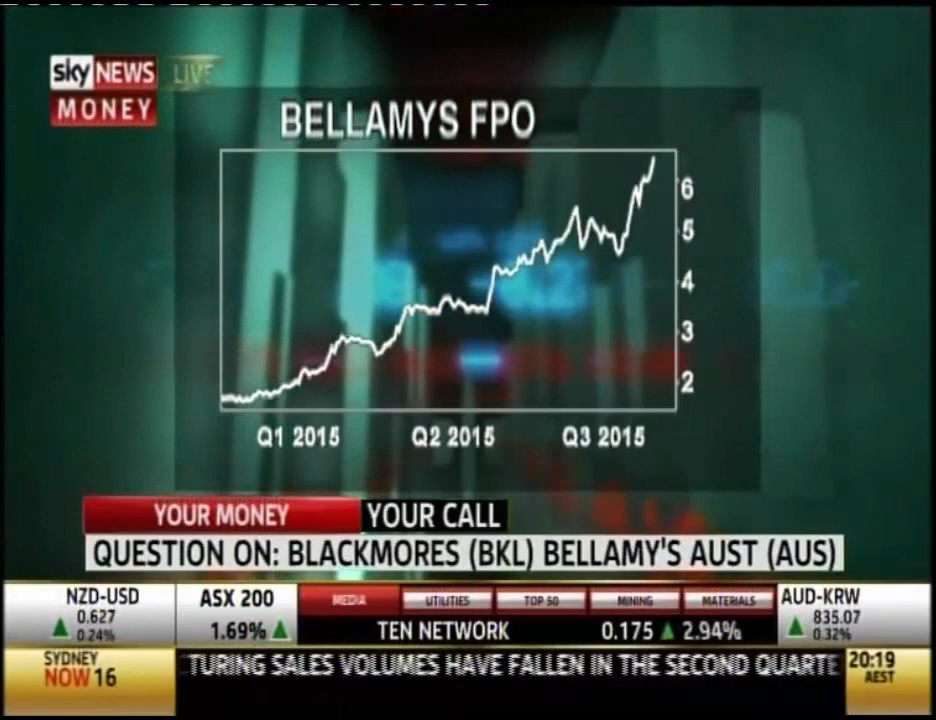 sky NEWS LIVE
MONEY
BELLAMYS FPO
6
5
4
3
2
Q1 2015 Q2 2015 Q3 2015
YOUR MONEY YOUR CALL
QUESTION ON: BLACKMORES (BKL) BELLAMY'S AUST (AUS)
NZD-USD
0.627
0.24%
ASX 200
1.69%
MEDIA UTILITIES TOP 50 MINING MATERIALS
TEN NETWORK 0.175 2.94%
AUD-KRW
835.07
0.32%
SYDNEY
NOW 16
TURING SALES VOLUMES HAVE FALLEN IN THE SECOND QUARTE
20:19
AEST